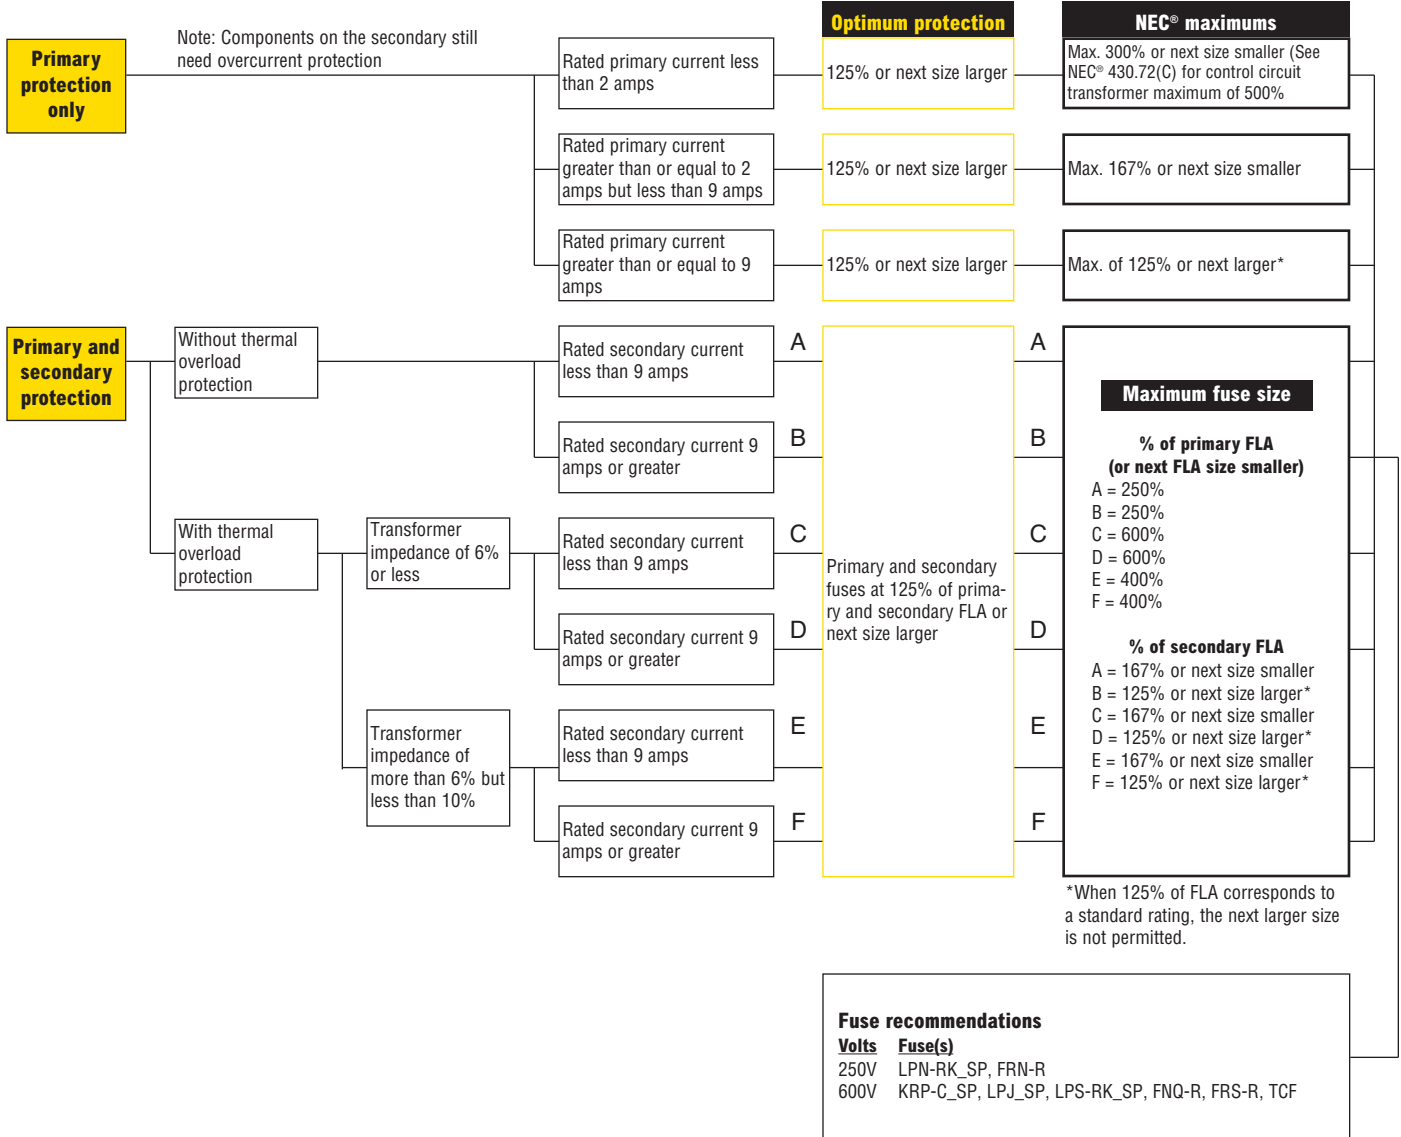 Optimum protection
NEC® maximums
Primary
protection
only
Note: Components on the secondary still
need overcurrent protection
Rated primary current less
than 2 amps
125% or next size larger
Max. 300% or next size smaller (See
NEC® 430.72(C) for control circuit
transformer maximum of 500%
Rated primary current
greater than or equal to 2
amps but less than 9 amps
125% or next size larger
Max. 167% or next size smaller
Rated primary current
greater than or equal to 9
amps
125% or next size larger
Max. of 125% or next larger*
Primary and
secondary
protection
Without thermal
overload
protection
Rated secondary current
less than 9 amps
A
A
Rated secondary current 9
amps or greater
B
B
With thermal
overload
protection
Transformer
impedance of 6%
or less
Rated secondary current
less than 9 amps
C
C
Rated secondary current 9
amps or greater
D
D
Transformer
impedance of
more than 6% but
less than 10%
Rated secondary current
less than 9 amps
E
E
Rated secondary current 9
amps or greater
F
F
Primary and secondary
fuses at 125% of prima-
ry and secondary FLA or
next size larger
Maximum fuse size
% of primary FLA
(or next FLA size smaller)
A = 250%
B = 250%
C = 600%
D = 600%
E = 400%
F = 400%
% of secondary FLA
A = 167% or next size smaller
B = 125% or next size larger*
C = 167% or next size smaller
D = 125% or next size larger*
E = 167% or next size smaller
F = 125% or next size larger*
*When 125% of FLA corresponds to
a standard rating, the next larger size
is not permitted.
Fuse recommendations
Volts Fuse(s)
250V LPN-RK_SP, FRN-R
600V KRP-C_SP, LPJ_SP, LPS-RK_SP, FNQ-R, FRS-R, TCF